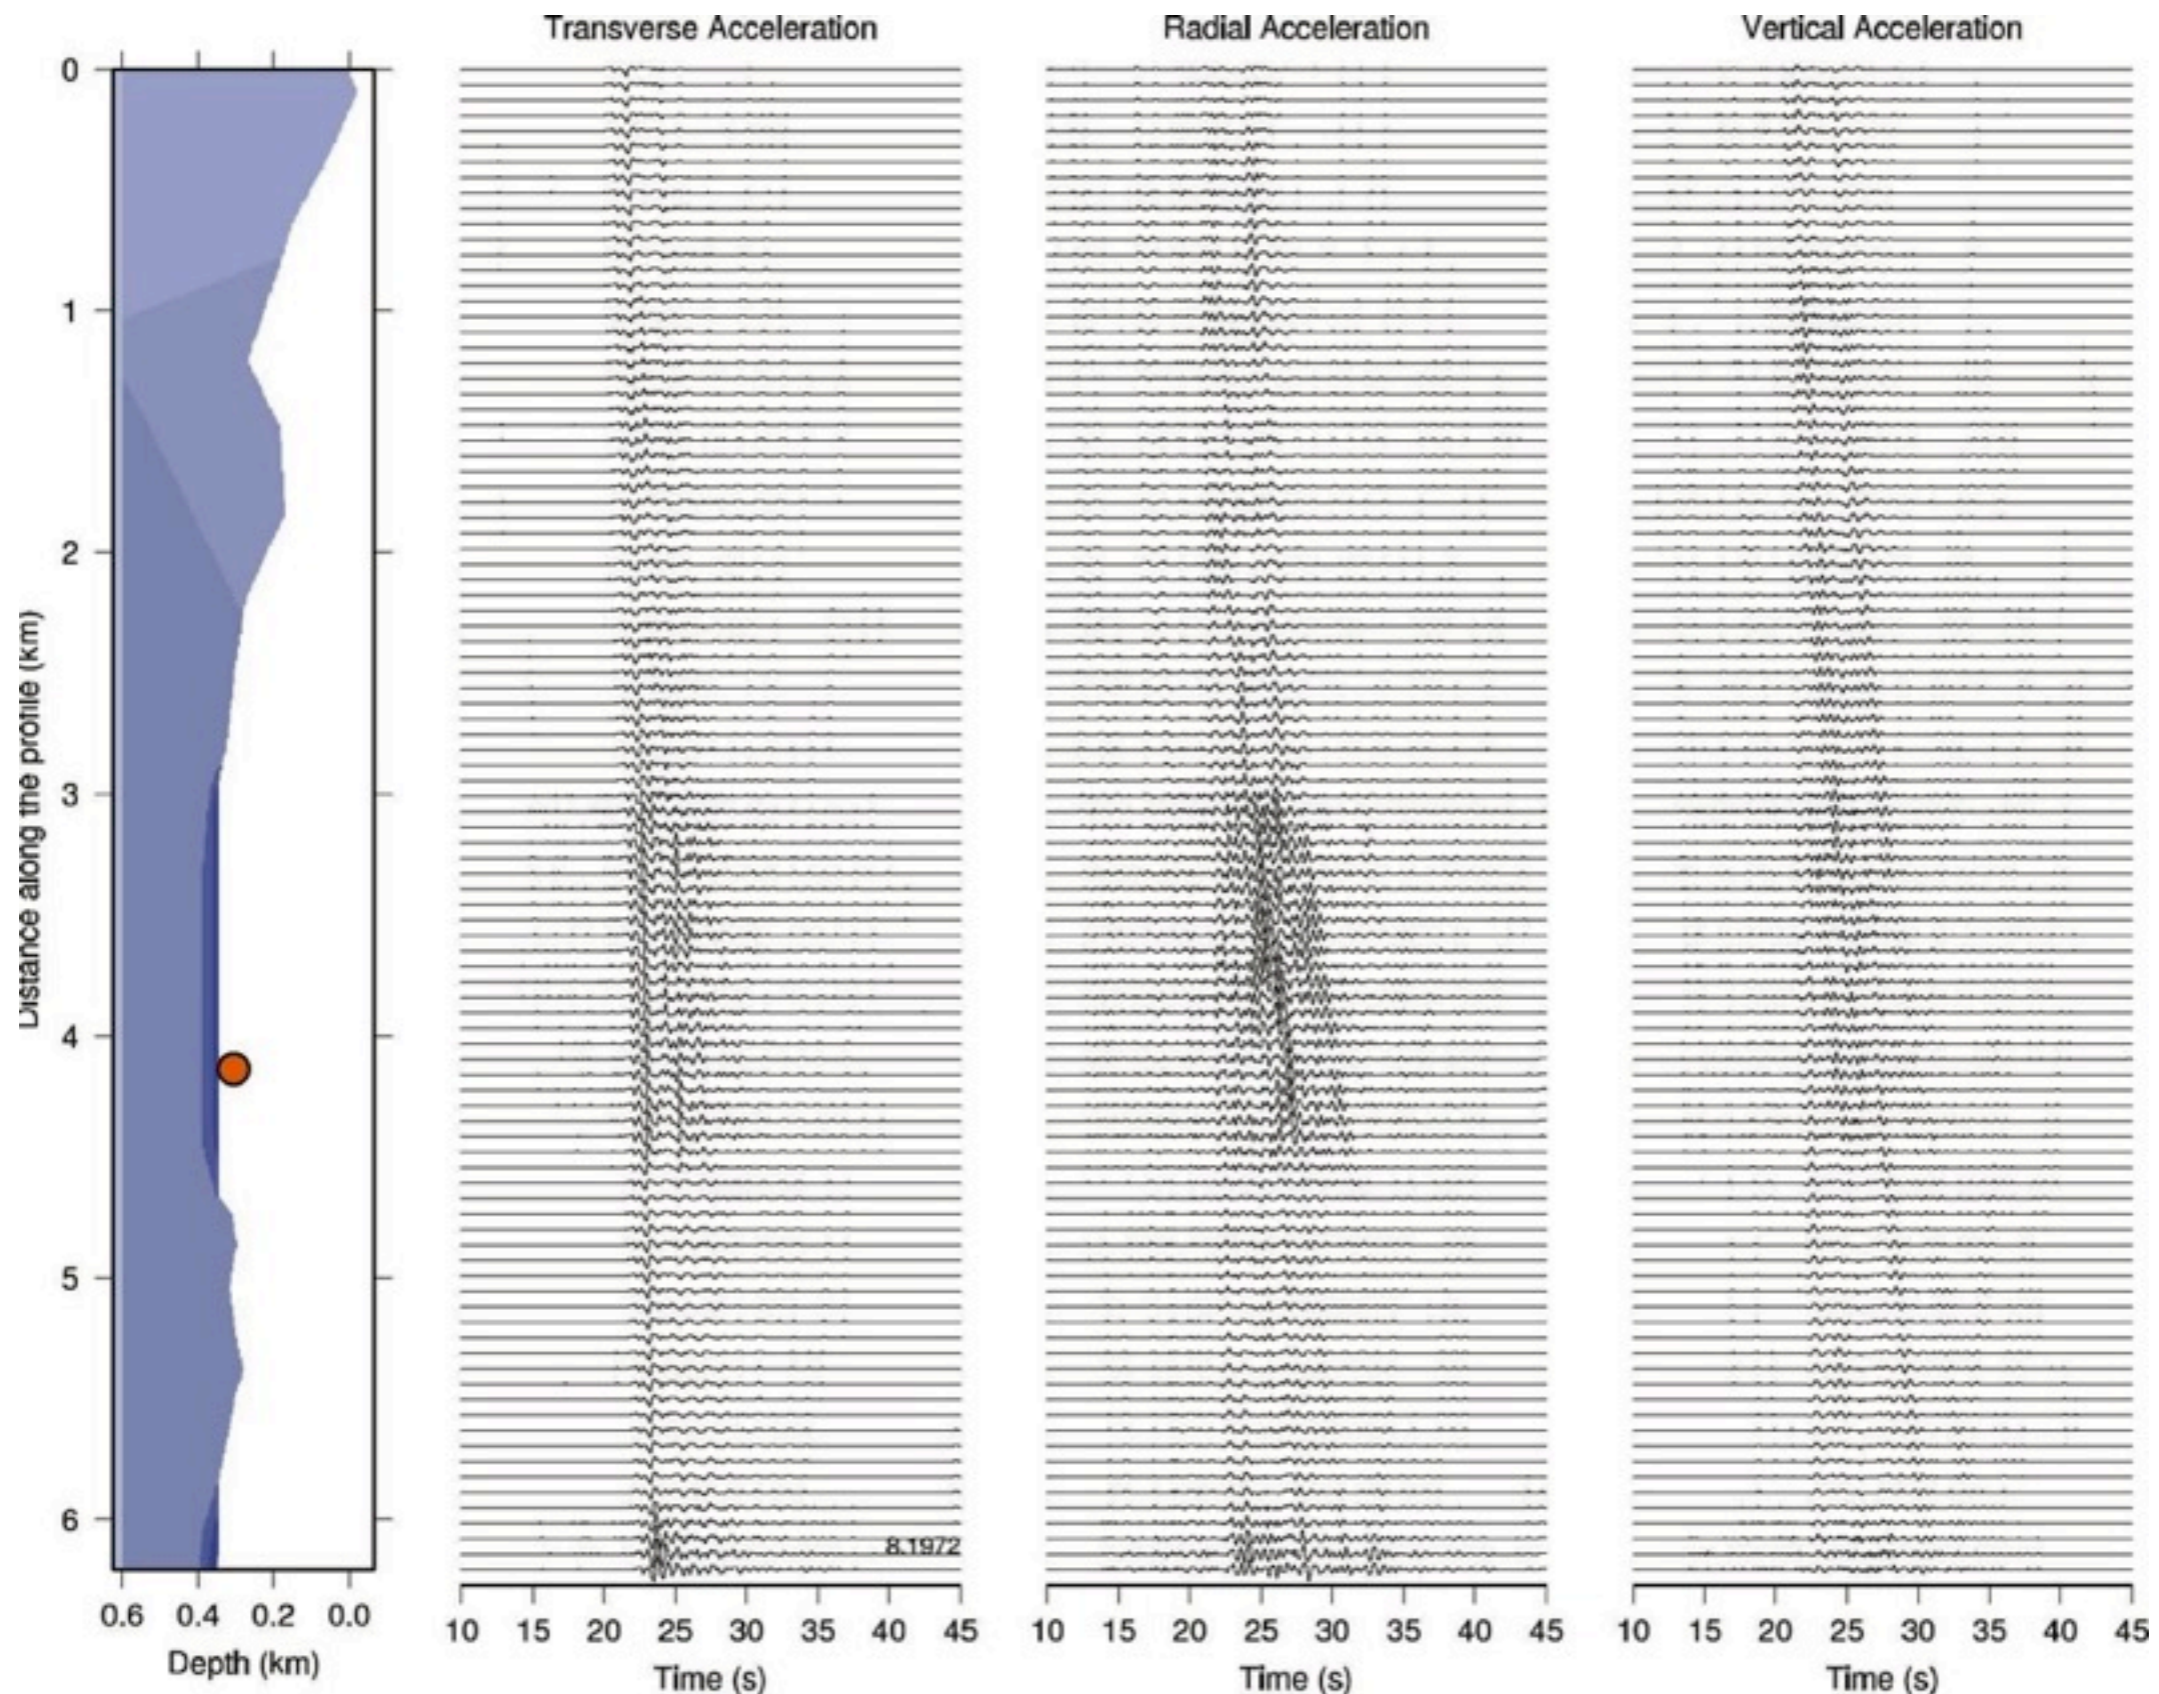 Transverse Acceleration
Radial Acceleration
Vertical Acceleration
0
1
2
3
4
5
6
Distance along the profile (km)
0.6 0.4 0.2 0.0
Depth (km)
8.1972
10 15 20 25 30 35 40 45
Time (s)
10 15 20 25 30 35 40 45
Time (s)
10 15 20 25 30 35 40 45
Time (s)